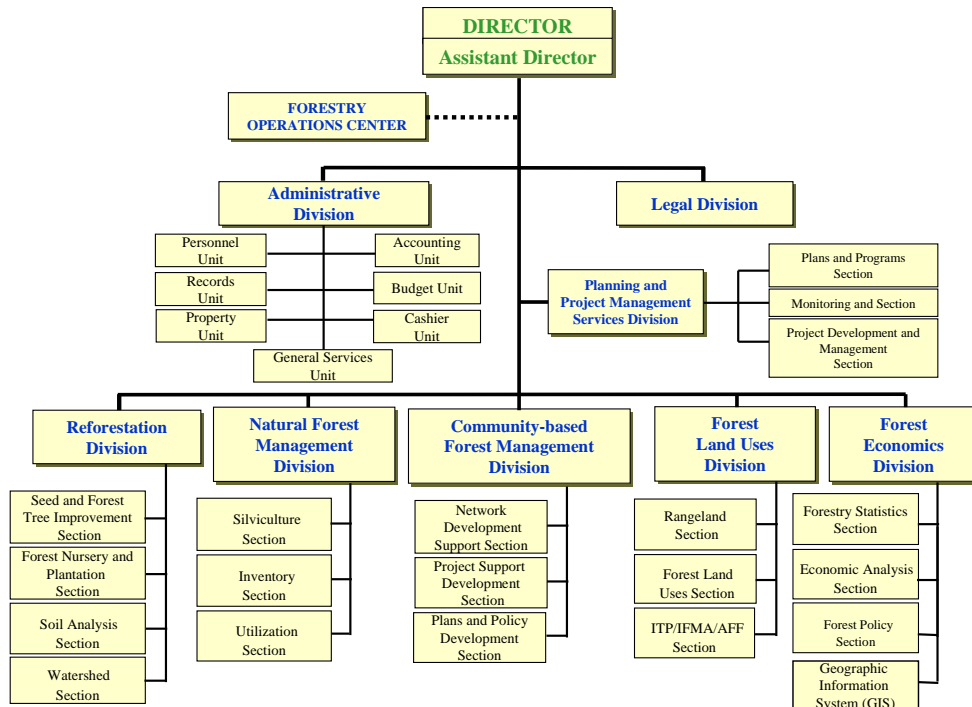 DIRECTOR
Assistant Director
FORESTRY
OPERATIONS CENTER
Administrative
Division
Legal Division
Personnel
Unit
Accounting
Unit
Records
Unit
Budget Unit
Property
Unit
Cashier
Unit
General Services
Unit
Planning and
Project Management
Services Division
Plans and Programs
Section
Monitoring and Section
Project Development and
Management
Section
Reforestation
Division
Seed and Forest
Tree Improvement
Section
Forest Nursery and
Plantation
Section
Soil Analysis
Section
Watershed
Section
Natural Forest
Management
Division
Silviculture
Section
Inventory
Section
Utilization
Section
Community-based
Forest Management
Division
Network
Development
Support Section
Project Support
Development
Section
Plans and Policy
Development
Section
Forest
Land Uses
Division
Rangeland
Section
Forest Land
Uses Section
ITP/IFMA/AFF
Section
Forest
Economics
Division
Forestry Statistics
Section
Economic Analysis
Section
Forest Policy
Section
Geographic
Information
System (GIS)